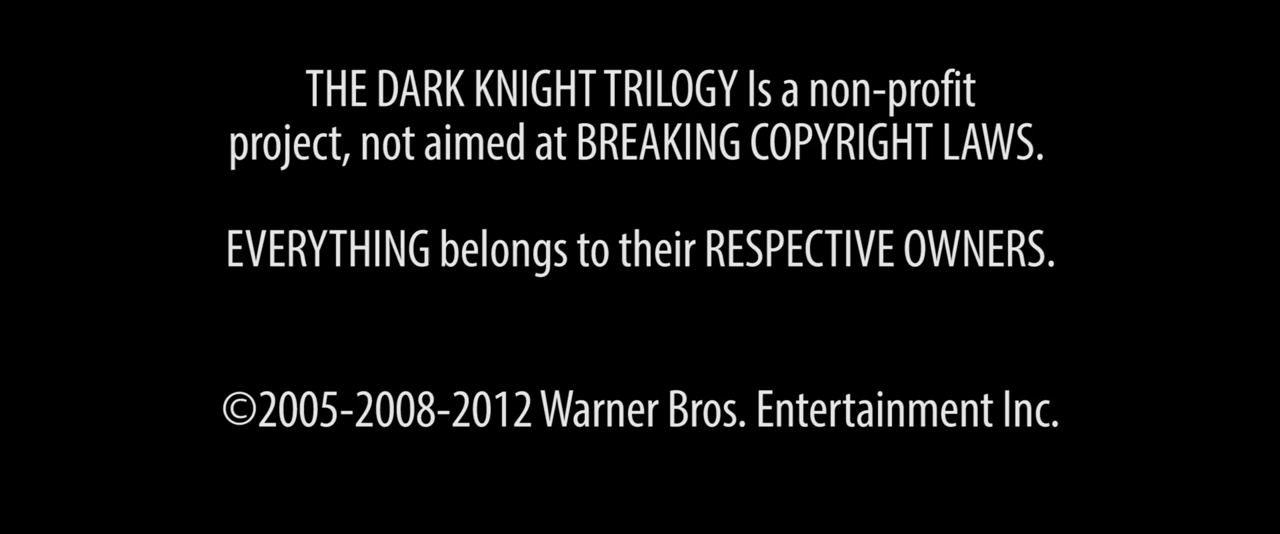 THE DARK KNIGHT TRILOGY Is a non-profit
project, not aimed at BREAKING COPYRIGHT LAWS.
EVERYTHING belongs to their RESPECTIVE OWNERS.
©2005-2008-2012 Warner Bros. Entertainment Inc.